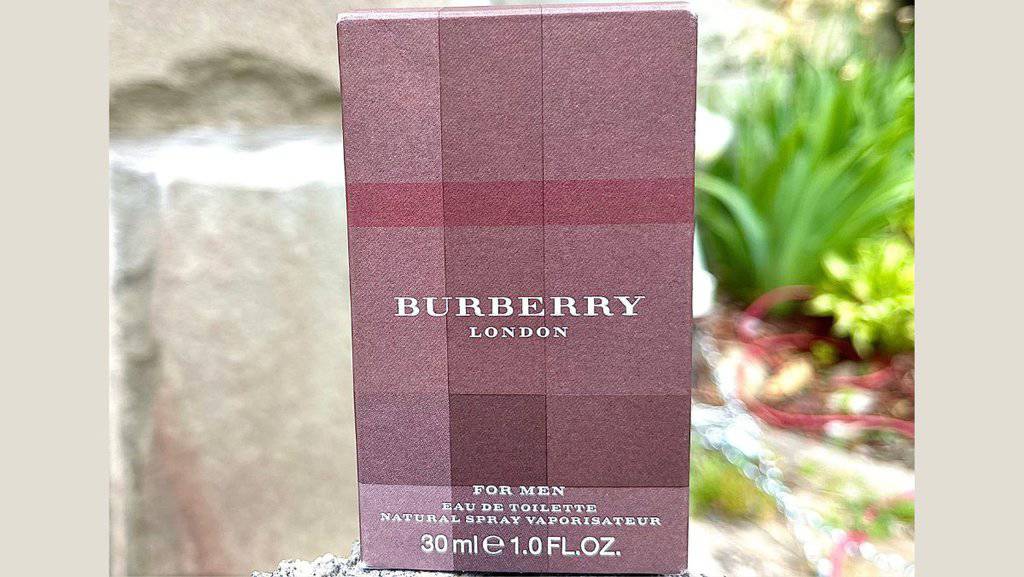 BURBERRY
LONDON
FOR MEN
EAU DE TOILETTE
NATURAL SPRAY VAPORISATEUR
30 ml ℮ 1.0 FL.OZ.